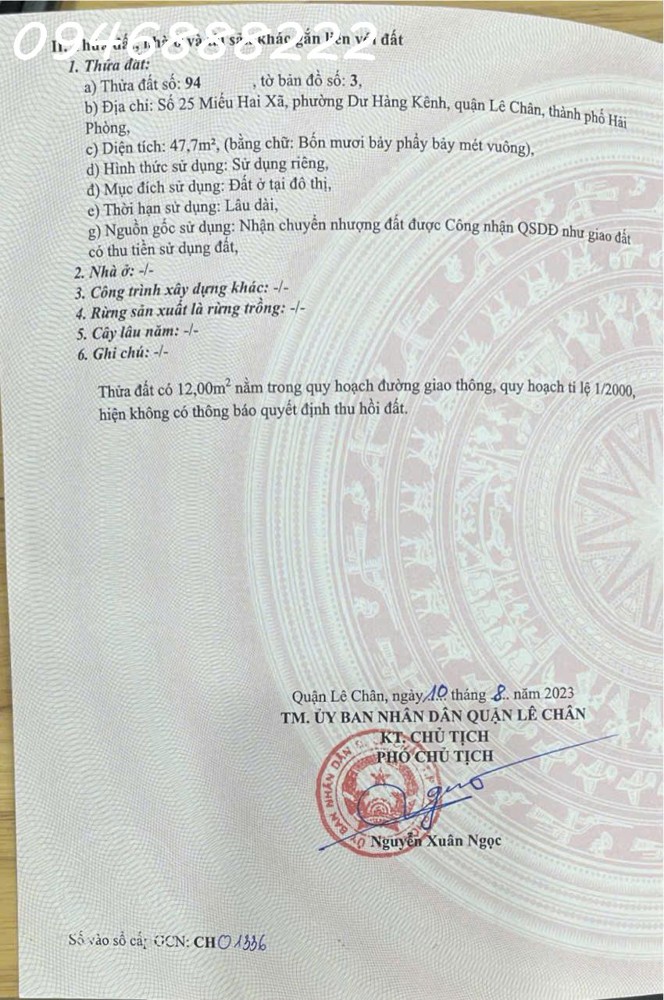 0946888222
II. Thửa đất, nhà ở và tài sản khác gắn liền với đất
1. Thửa đất:
a) Thửa đất số: 94 , tờ bản đồ số: 3,
b) Địa chỉ: Số 25 Miếu Hai Xã, phường Dư Hàng Kênh, quận Lê Chân, thành phố Hải
Phòng,
c) Diện tích: 47,7m², (bằng chữ: Bốn mươi bảy phẩy bảy mét vuông),
d) Hình thức sử dụng: Sử dụng riêng,
đ) Mục đích sử dụng: Đất ở tại đô thị,
e) Thời hạn sử dụng: Lâu dài,
g) Nguồn gốc sử dụng: Nhận chuyển nhượng đất được Công nhận QSDĐ như giao đất
có thu tiền sử dụng đất,
2. Nhà ở: -/-
3. Công trình xây dựng khác: -/-
4. Rừng sản xuất là rừng trồng: -/-
5. Cây lâu năm: -/-
6. Ghi chú: -/-
Thửa đất có 12,00m² nằm trong quy hoạch đường giao thông, quy hoạch tỉ lệ 1/2000,
hiện không có thông báo quyết định thu hồi đất.
Quận Lê Chân, ngày 10 tháng 8 năm 2023
TM. ỦY BAN NHÂN DÂN QUẬN LÊ CHÂN
KT. CHỦ TỊCH
PHÓ CHỦ TỊCH
ỦY BAN NHÂN DÂN
Nguyễn Xuân Ngọc
Số vào sổ cấp GCN: CH01336